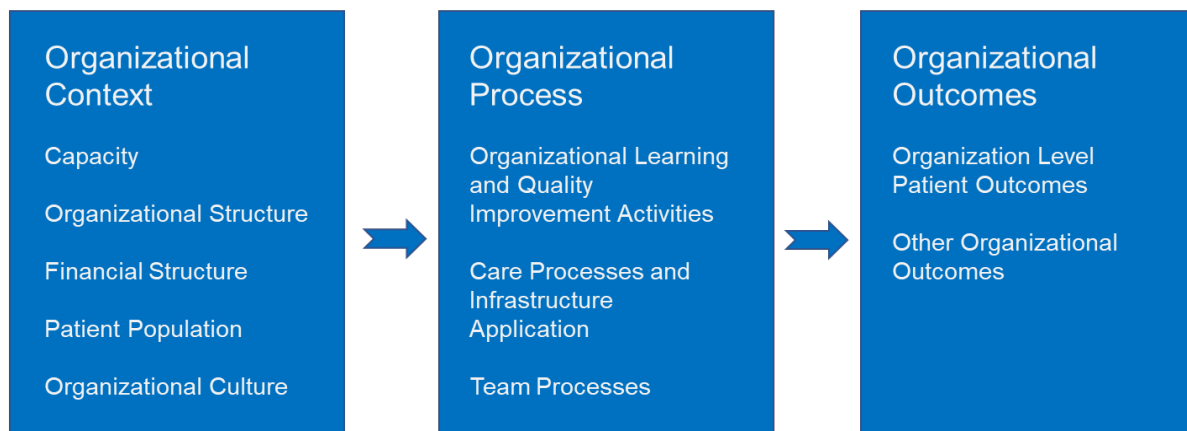 Organizational
Context
Capacity
Organizational Structure
Financial Structure
Patient Population
Organizational Culture
Organizational
Process
Organizational Learning
and Quality
Improvement Activities
Care Processes and
Infrastructure
Application
Team Processes
Organizational
Outcomes
Organization Level
Patient Outcomes
Other Organizational
Outcomes